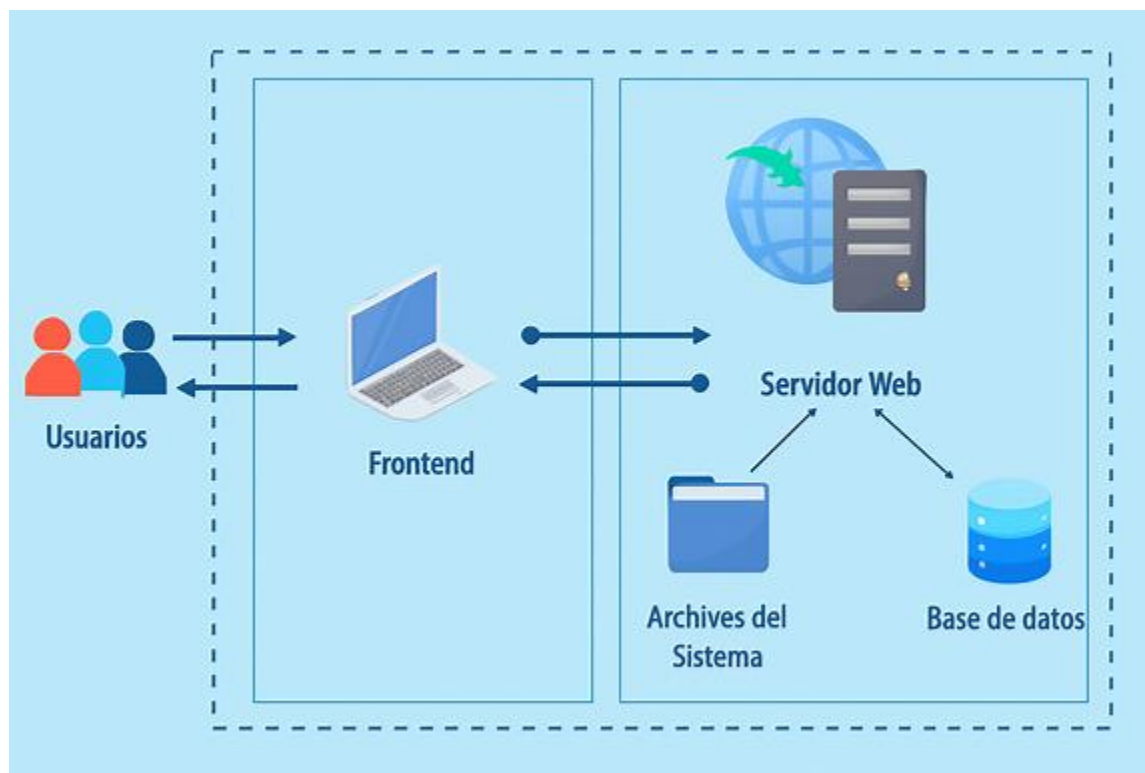 Usuarios
Frontend
Servidor Web
Archives del
Sistema
Base de datos